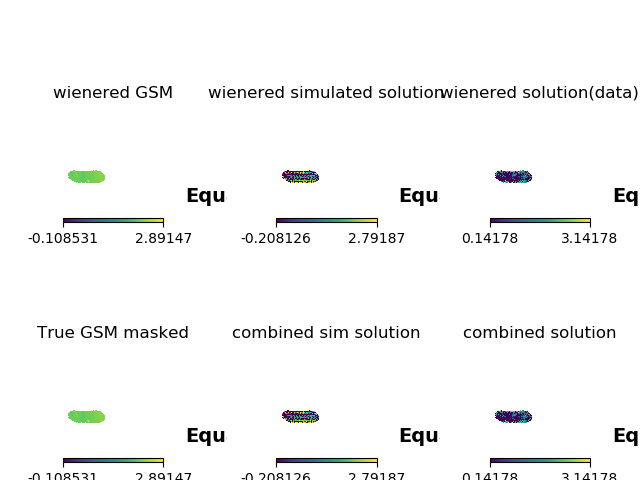 wienered GSM wienered simulated solution wienered solution(data)
Equ Equ Eq
-0.108531 2.89147 -0.208126 2.79187 0.14178 3.14178
True GSM masked combined sim solution combined solution
Equ Equ Eq
-0.108531 2.89147 -0.208126 2.79187 0.14178 3.14178